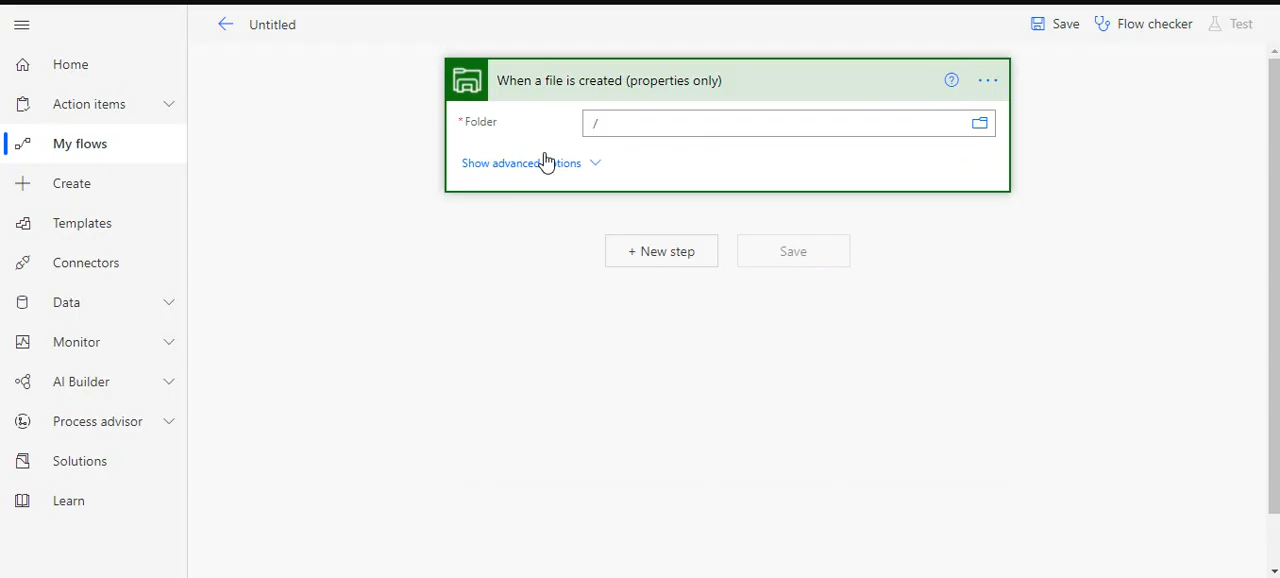 Untitled
Save
Flow checker
Test
Home
Action items
My flows
Create
Templates
Connectors
Data
Monitor
AI Builder
Process advisor
Solutions
Learn
When a file is created (properties only)
* Folder
/
Show advanced options
+ New step
Save